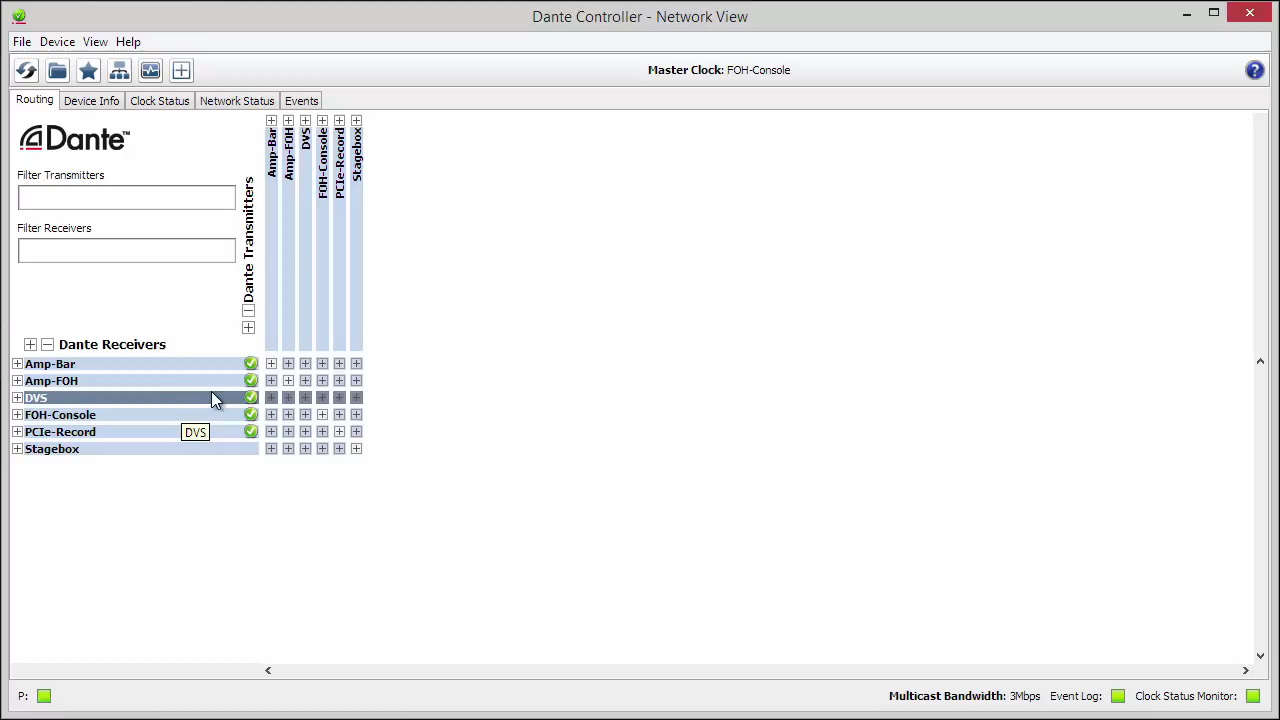 Dante Controller - Network View
File Device View Help
Master Clock: FOH-Console
?
Routing Device Info Clock Status Network Status Events
Dante™
Filter Transmitters
Filter Receivers
Dante Transmitters
Amp-Bar
Amp-FOH
DVS
FOH-Console
PCIe-Record
Stagebox
Dante Receivers
Amp-Bar
Amp-FOH
DVS
FOH-Console
PCIe-Record
DVS
Stagebox
P:
Multicast Bandwidth: 3Mbps Event Log: Clock Status Monitor: